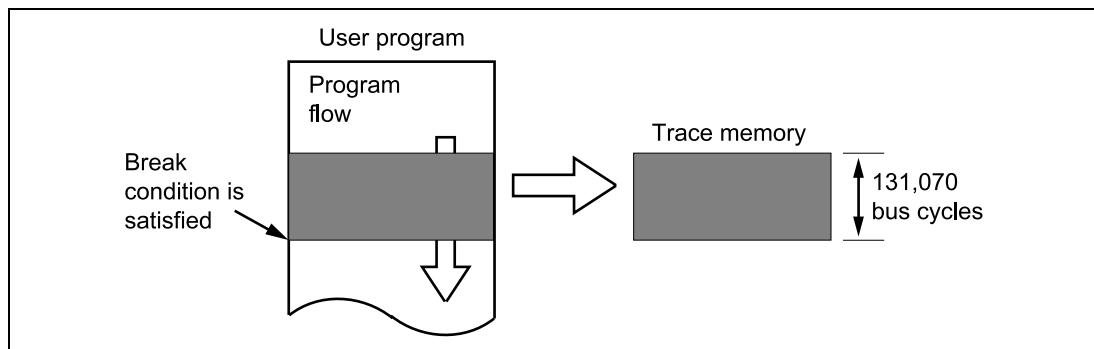 User program
Program
flow
Break
condition is
satisfied
Trace memory
131,070
bus cycles